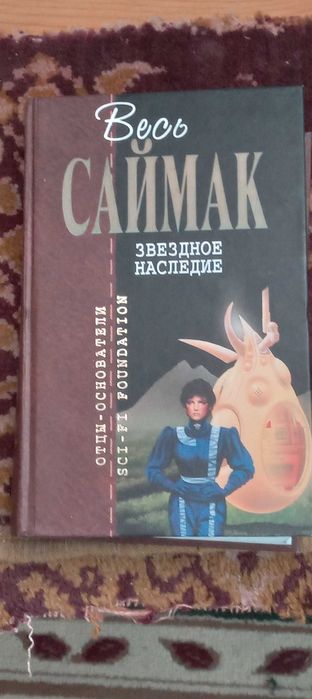 Весь
САЙМАК
ЗВЕЗДНОЕ
НАСЛЕДИЕ
ОТЦЫ-ОСНОВАТЕЛИ
SCI-FI FOUNDATION